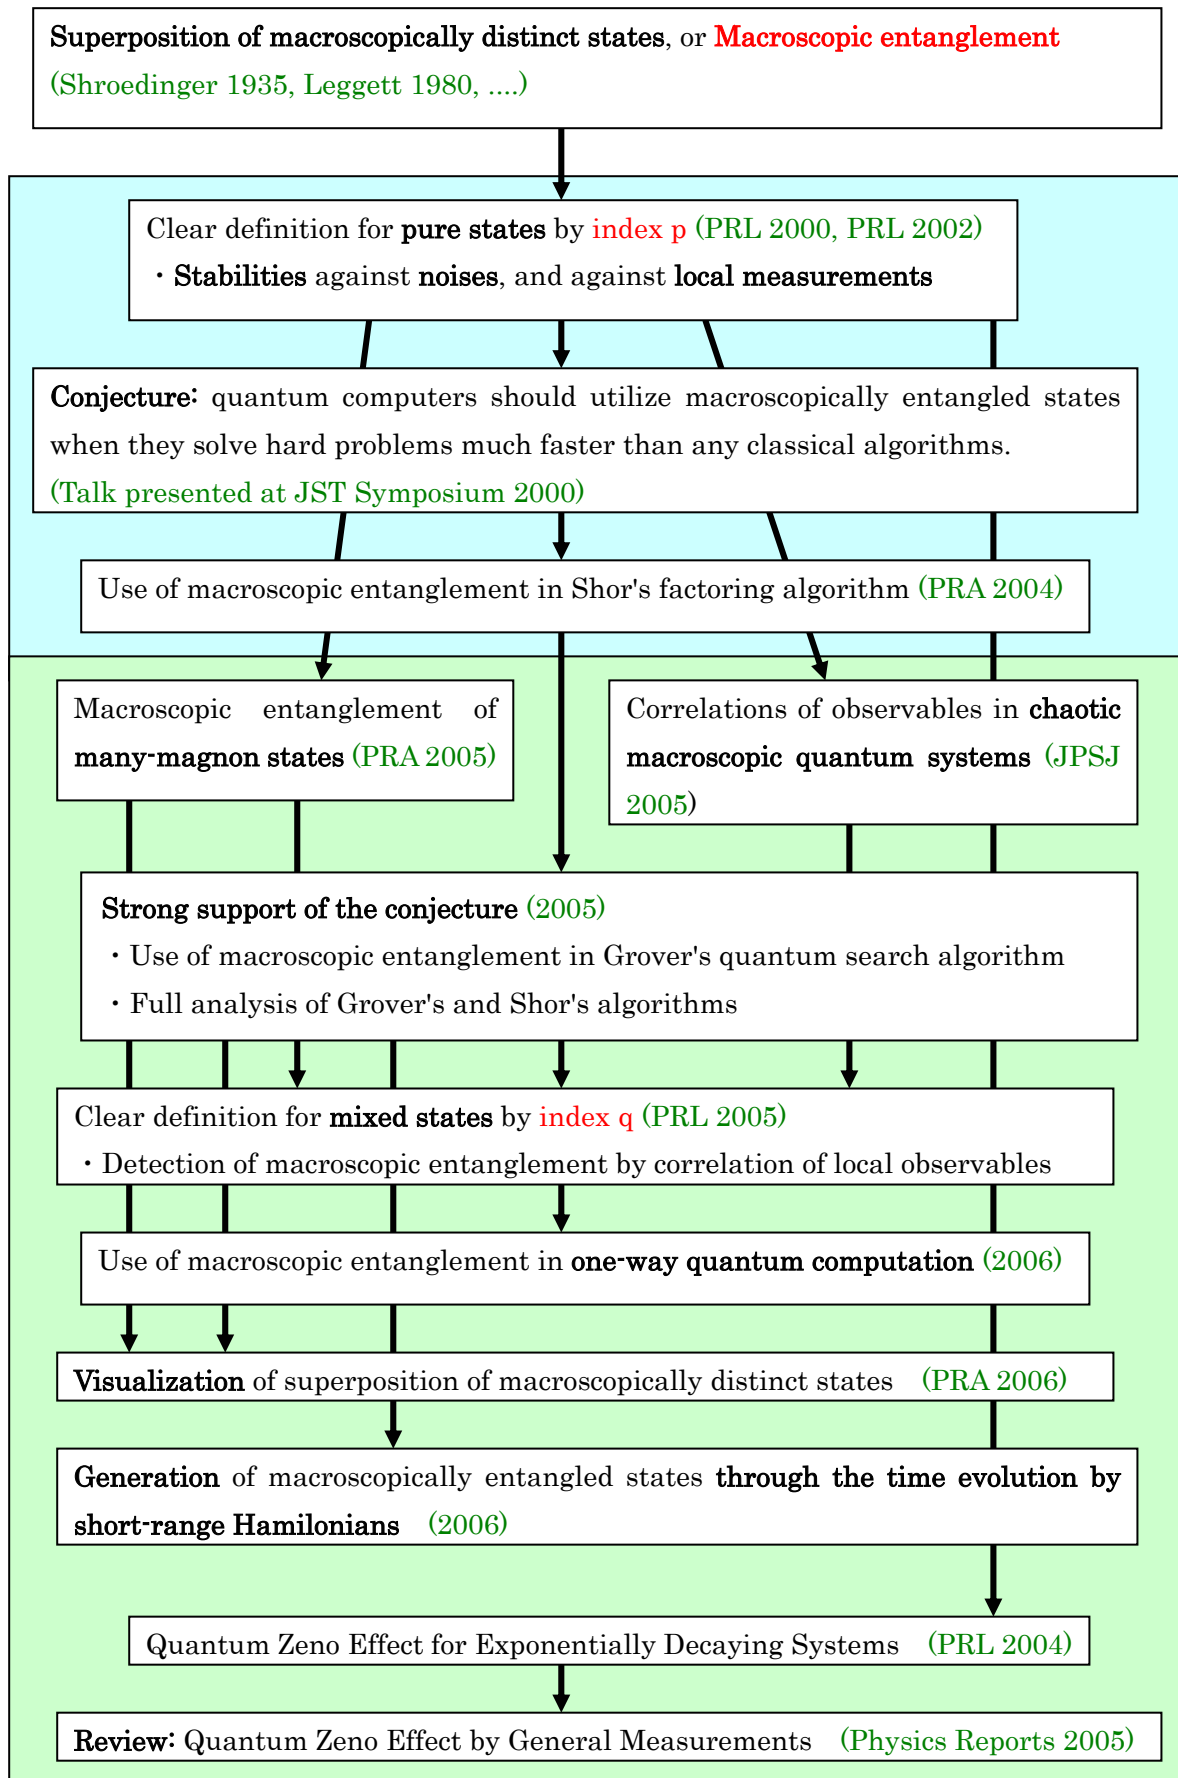 Superposition of macroscopically distinct states, or Macroscopic entanglement
(Shroedinger 1935, Leggett 1980, ....)
Clear definition for pure states by index p (PRL 2000, PRL 2002)
・Stabilities against noises, and against local measurements
Conjecture: quantum computers should utilize macroscopically entangled states
when they solve hard problems much faster than any classical algorithms.
(Talk presented at JST Symposium 2000)
Use of macroscopic entanglement in Shor's factoring algorithm (PRA 2004)
Macroscopic entanglement of
many-magnon states (PRA 2005)
Correlations of observables in chaotic
macroscopic quantum systems (JPSJ
2005)
Strong support of the conjecture (2005)
・Use of macroscopic entanglement in Grover's quantum search algorithm
・Full analysis of Grover's and Shor's algorithms
Clear definition for mixed states by index q (PRL 2005)
・Detection of macroscopic entanglement by correlation of local observables
Use of macroscopic entanglement in one-way quantum computation (2006)
Visualization of superposition of macroscopically distinct states (PRA 2006)
Generation of macroscopically entangled states through the time evolution by
short-range Hamilonians (2006)
Quantum Zeno Effect for Exponentially Decaying Systems (PRL 2004)
Review: Quantum Zeno Effect by General Measurements (Physics Reports 2005)